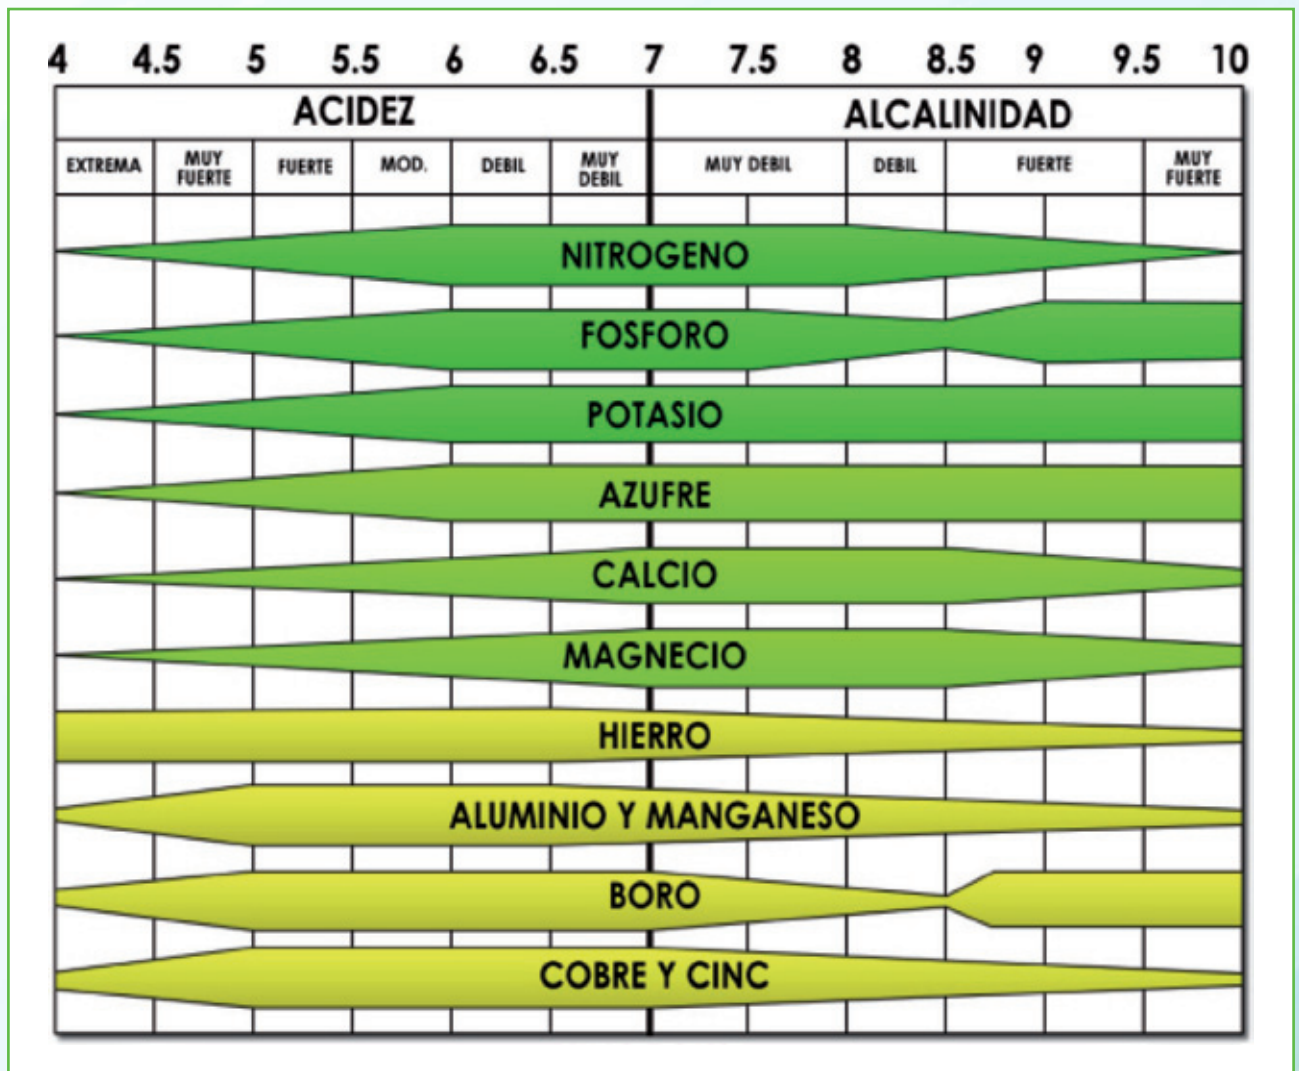 4 4.5 5 5.5 6 6.5 7 7.5 8 8.5 9 9.5 10
ACIDEZ ALCALINIDAD
EXTREMA
MUY
FUERTE
FUERTE
MOD.
DEBIL
MUY
DEBIL
MUY DEBIL
DEBIL
FUERTE
MUY
FUERTE
NITROGENO
FOSFORO
POTASIO
AZUFRE
CALCIO
MAGNECIO
HIERRO
ALUMINIO Y MANGANESO
BORO
COBRE Y CINC